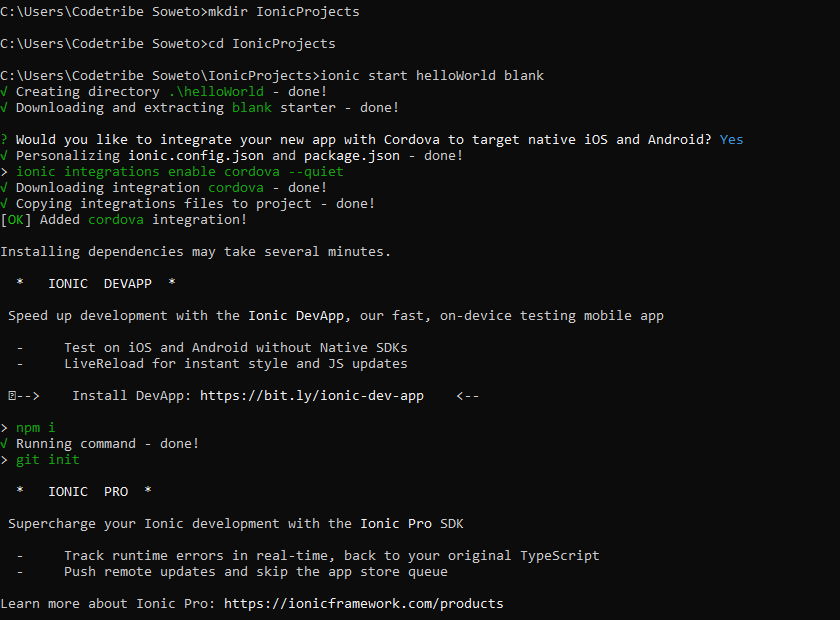 C:\Users\Codetribe Soweto>mkdir IonicProjects
C:\Users\Codetribe Soweto>cd IonicProjects
C:\Users\Codetribe Soweto\IonicProjects>ionic start helloWorld blank
√ Creating directory .\helloWorld - done!
√ Downloading and extracting blank starter - done!
? Would you like to integrate your new app with Cordova to target native iOS and Android? Yes
√ Personalizing ionic.config.json and package.json - done!
> ionic integrations enable cordova --quiet
√ Downloading integration cordova - done!
√ Copying integrations files to project - done!
[OK] Added cordova integration!
Installing dependencies may take several minutes.
* IONIC DEVAPP *
Speed up development with the Ionic DevApp, our fast, on-device testing mobile app
- Test on iOS and Android without Native SDKs
- LiveReload for instant style and JS updates
--> Install DevApp: https://bit.ly/ionic-dev-app <--
> npm i
√ Running command - done!
> git init
* IONIC PRO *
Supercharge your Ionic development with the Ionic Pro SDK
- Track runtime errors in real-time, back to your original TypeScript
- Push remote updates and skip the app store queue
Learn more about Ionic Pro: https://ionicframework.com/products